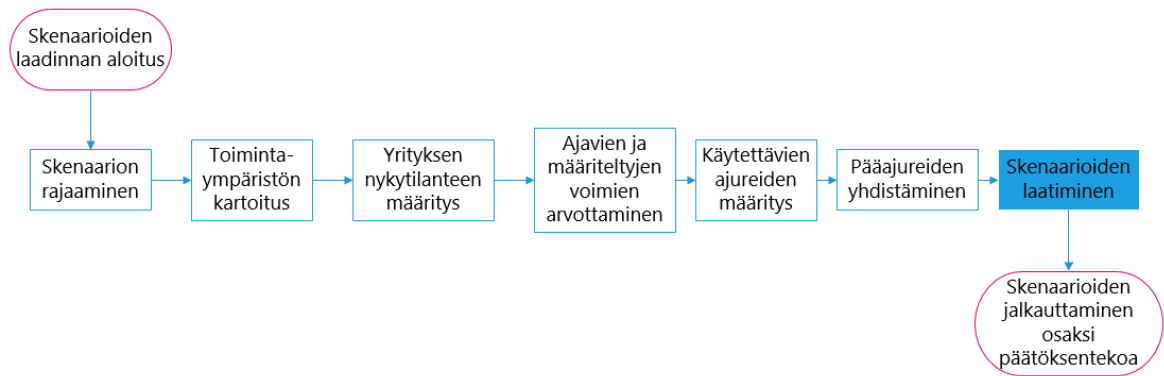 Skenaarioiden
laadinnan aloitus
Skenaarion
rajaaminen
Toiminta-
ympäristön
kartoitus
Yrityksen
nykytilanteen
määritys
Ajavien ja
määriteltyjen
voimien
arvottaminen
Käytettävien
ajureiden
määritys
Pääajureiden
yhdistäminen
Skenaarioiden
laatiminen
Skenaarioiden
jalkauttaminen
osaksi
päätöksentekoa